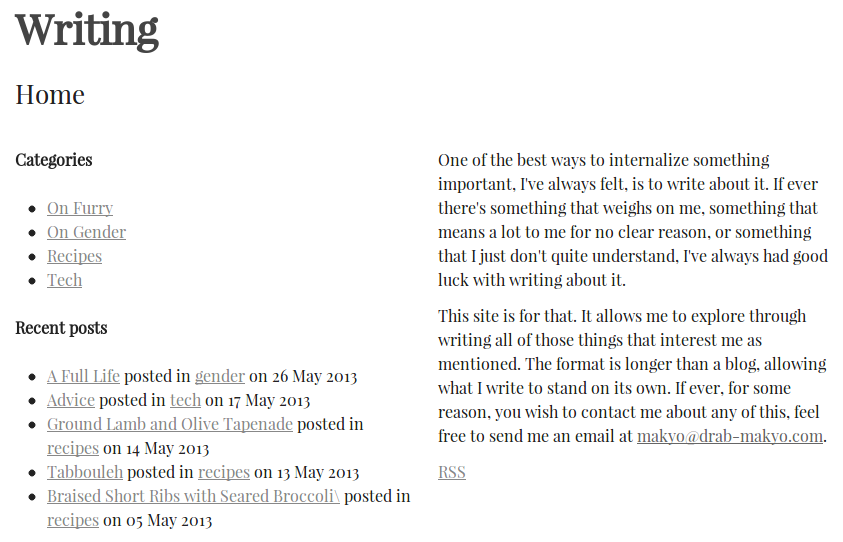 Writing
Home
Categories
On Furry
On Gender
Recipes
Tech
Recent posts
A Full Life posted in gender on 26 May 2013
Advice posted in tech on 17 May 2013
Ground Lamb and Olive Tapenade posted in
recipes on 14 May 2013
Tabbouleh posted in recipes on 13 May 2013
Braised Short Ribs with Seared Broccoli\ posted in
recipes on 05 May 2013
One of the best ways to internalize something
important, I've always felt, is to write about it. If ever
there's something that weighs on me, something that
means a lot to me for no clear reason, or something
that I just don't quite understand, I've always had good
luck with writing about it.
This site is for that. It allows me to explore through
writing all of those things that interest me as
mentioned. The format is longer than a blog, allowing
what I write to stand on its own. If ever, for some
reason, you wish to contact me about any of this, feel
free to send me an email at makyo@drab-makyo.com.
RSS